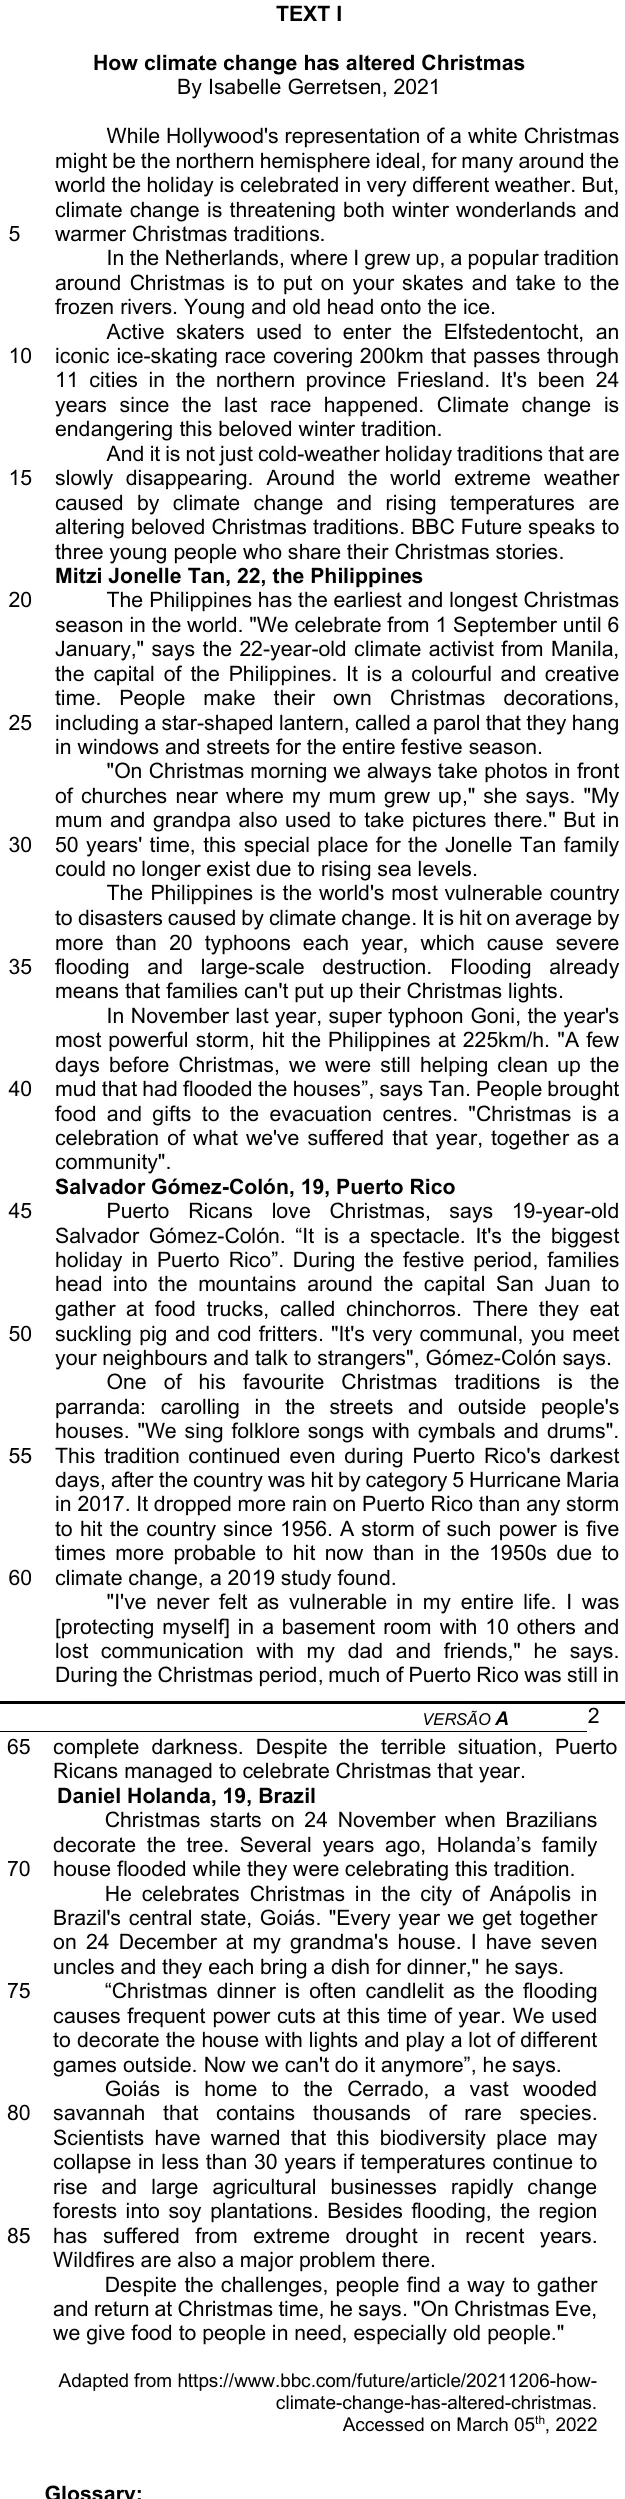 TEXT I
How climate change has altered Christmas
By Isabelle Gerretsen, 2021
While Hollywood's representation of a white Christmas
might be the northern hemisphere ideal, for many around the
world the holiday is celebrated in very different weather. But,
climate change is threatening both winter wonderlands and
5 warmer Christmas traditions.
In the Netherlands, where I grew up, a popular tradition
around Christmas is to put on your skates and take to the
frozen rivers. Young and old head onto the ice.
Active skaters used to enter the Elfstedentocht, an
10 iconic ice-skating race covering 200km that passes through
11 cities in the northern province Friesland. It's been 24
years since the last race happened. Climate change is
endangering this beloved winter tradition.
And it is not just cold-weather holiday traditions that are
15 slowly disappearing. Around the world extreme weather
caused by climate change and rising temperatures are
altering beloved Christmas traditions. BBC Future speaks to
three young people who share their Christmas stories.
Mitzi Jonelle Tan, 22, the Philippines
20 The Philippines has the earliest and longest Christmas
season in the world. "We celebrate from 1 September until 6
January," says the 22-year-old climate activist from Manila,
the capital of the Philippines. It is a colourful and creative
time. People make their own Christmas decorations,
25 including a star-shaped lantern, called a parol that they hang
in windows and streets for the entire festive season.
"On Christmas morning we always take photos in front
of churches near where my mum grew up," she says. "My
mum and grandpa also used to take pictures there." But in
30 50 years' time, this special place for the Jonelle Tan family
could no longer exist due to rising sea levels.
The Philippines is the world's most vulnerable country
to disasters caused by climate change. It is hit on average by
more than 20 typhoons each year, which cause severe
35 flooding and large-scale destruction. Flooding already
means that families can't put up their Christmas lights.
In November last year, super typhoon Goni, the year's
most powerful storm, hit the Philippines at 225km/h. "A few
days before Christmas, we were still helping clean up the
40 mud that had flooded the houses”, says Tan. People brought
food and gifts to the evacuation centres. "Christmas is a
celebration of what we've suffered that year, together as a
community".
Salvador Gómez-Colón, 19, Puerto Rico
45 Puerto Ricans love Christmas, says 19-year-old
Salvador Gómez-Colón. “It is a spectacle. It's the biggest
holiday in Puerto Rico”. During the festive period, families
head into the mountains around the capital San Juan to
gather at food trucks, called chinchorros. There they eat
50 suckling pig and cod fritters. "It's very communal, you meet
your neighbours and talk to strangers", Gómez-Colón says.
One of his favourite Christmas traditions is the
parranda: carolling in the streets and outside people's
houses. "We sing folklore songs with cymbals and drums".
55 This tradition continued even during Puerto Rico's darkest
days, after the country was hit by category 5 Hurricane Maria
in 2017. It dropped more rain on Puerto Rico than any storm
to hit the country since 1956. A storm of such power is five
times more probable to hit now than in the 1950s due to
60 climate change, a 2019 study found.
"I've never felt as vulnerable in my entire life. I was
[protecting myself] in a basement room with 10 others and
lost communication with my dad and friends," he says.
During the Christmas period, much of Puerto Rico was still in
VERSÃO A 2
65 complete darkness. Despite the terrible situation, Puerto
Ricans managed to celebrate Christmas that year.
Daniel Holanda, 19, Brazil
Christmas starts on 24 November when Brazilians
decorate the tree. Several years ago, Holanda’s family
70 house flooded while they were celebrating this tradition.
He celebrates Christmas in the city of Anápolis in
Brazil's central state, Goiás. "Every year we get together
on 24 December at my grandma's house. I have seven
uncles and they each bring a dish for dinner," he says.
75 “Christmas dinner is often candlelit as the flooding
causes frequent power cuts at this time of year. We used
to decorate the house with lights and play a lot of different
games outside. Now we can't do it anymore”, he says.
Goiás is home to the Cerrado, a vast wooded
80 savannah that contains thousands of rare species.
Scientists have warned that this biodiversity place may
collapse in less than 30 years if temperatures continue to
rise and large agricultural businesses rapidly change
forests into soy plantations. Besides flooding, the region
85 has suffered from extreme drought in recent years.
Wildfires are also a major problem there.
Despite the challenges, people find a way to gather
and return at Christmas time, he says. "On Christmas Eve,
we give food to people in need, especially old people."
Adapted from https://www.bbc.com/future/article/20211206-how-
climate-change-has-altered-christmas.
Accessed on March 05th, 2022
Glossary: